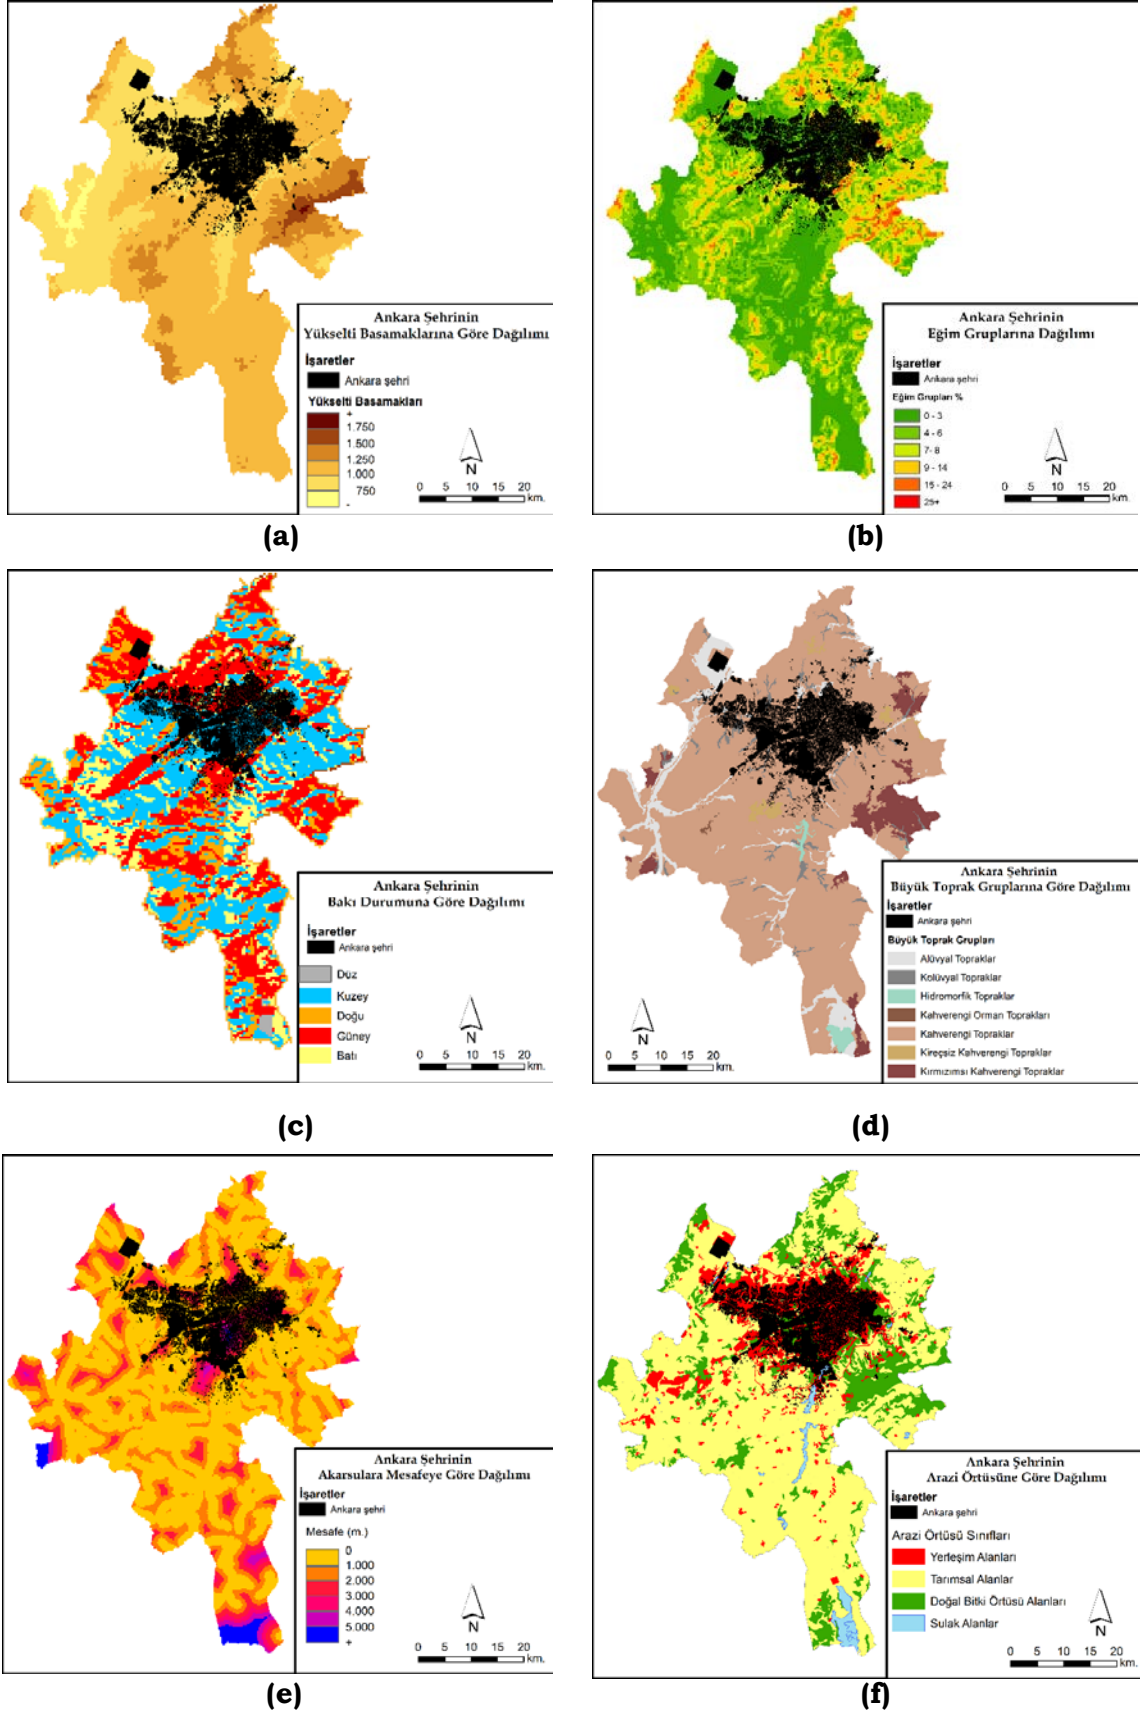 Ankara Şehrinin
Yükselti Basamaklarına Göre Dağılımı
İşaretler
Ankara şehri
Yükselti Basamakları
+
1.750
1.500
1.250
1.000
750
-
N
0 5 10 20
km.
(a)
Ankara Şehrinin
Eğim Gruplarına Dağılımı
İşaretler
Ankara şehri
Eğim Grupları %
0 - 3
4 - 6
7- 8
9 - 14
15 - 24
25+
N
0 5 10 20
km.
(b)
Ankara Şehrinin
Bakı Durumuna Göre Dağılımı
İşaretler
Ankara şehri
Düz
Kuzey
Doğu
Güney
Batı
N
0 5 10 20
km.
(c)
Ankara Şehrinin
Büyük Toprak Gruplarına Göre Dağılımı
İşaretler
Ankara şehri
Büyük Toprak Grupları
Alüvyal Topraklar
Kolüvyal Topraklar
Hidromorfik Topraklar
Kahverengi Orman Toprakları
Kahverengi Topraklar
Kireçsiz Kahverengi Topraklar
Kırmızımsı Kahverengi Topraklar
N
0 5 10 20
km.
(d)
Ankara Şehrinin
Akarsulara Mesafeye Göre Dağılımı
İşaretler
Ankara şehri
Mesafe (m.)
0
1.000
2.000
3.000
4.000
5.000
+
N
0 5 10 20
km.
(e)
Ankara Şehrinin
Arazi Örtüsüne Göre Dağılımı
İşaretler
Ankara şehri
Arazi Örtüsü Sınıfları
Yerleşim Alanları
Tarımsal Alanlar
Doğal Bitki Örtüsü Alanları
Sulak Alanlar
N
0 5 10 20
km.
(f)